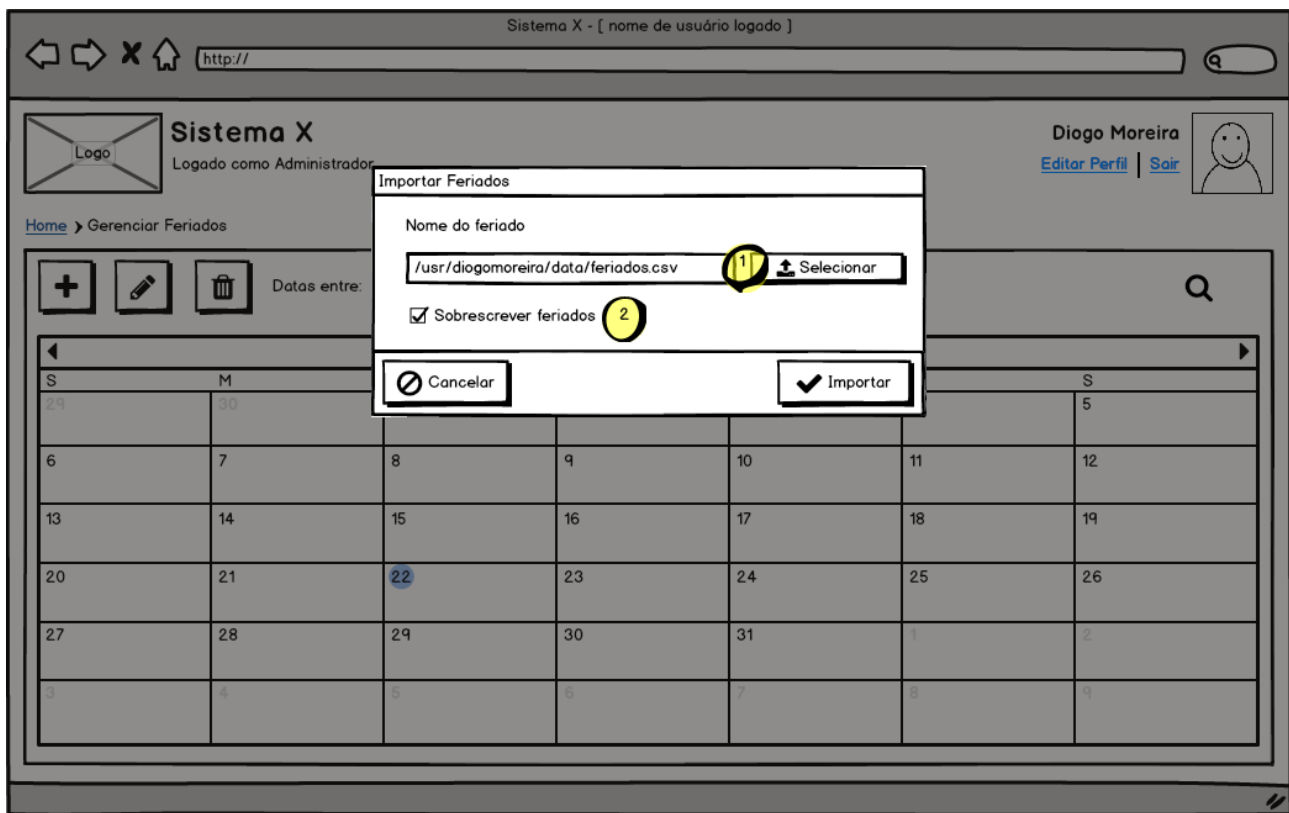 Sistema X - [ nome de usuário logado ]
http://
Logo
Sistema X
Logado como Administrador
Diogo Moreira
Editar Perfil
Sair
Home
Gerenciar Feriados
Importar Feriados
Nome do feriado
/usr/diogomoreira/data/feriados.csv
1
Selecionar
Sobrescrever feriados
2
Cancelar
Importar
Datas entre:
S M S
29 30 5
6 7 8 9 10 11 12
13 14 15 16 17 18 19
20 21 22 23 24 25 26
27 28 29 30 31 1 2
3 4 5 6 7 8 9